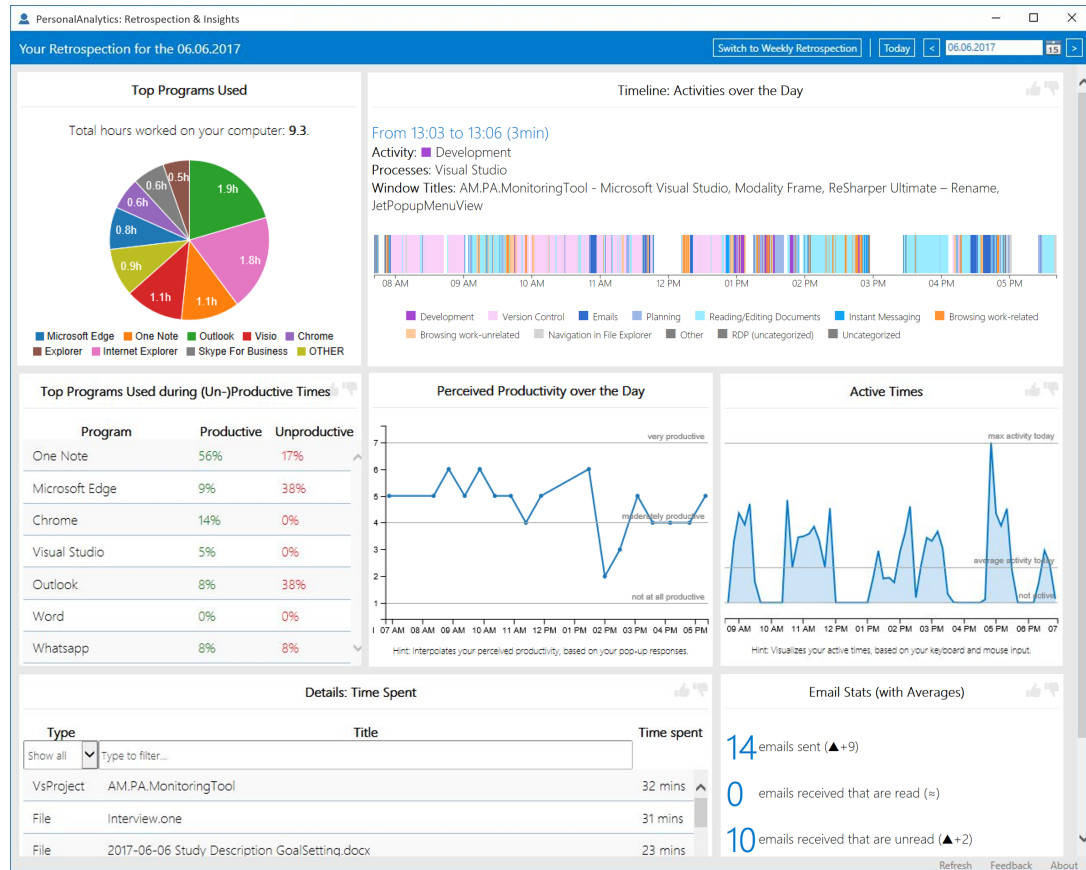 PersonalAnalytics: Retrospection & Insights
Your Retrospection for the 06.06.2017
Switch to Weekly Retrospection
Today
<
06.06.2017
15
>
Top Programs Used
Total hours worked on your computer: 9.3.
1.9h
1.8h
1.1h
1.1h
0.9h
0.8h
0.6h
0.6h
0.5h
Microsoft Edge One Note Outlook Visio Chrome
Explorer Internet Explorer Skype For Business OTHER
Timeline: Activities over the Day
From 13:03 to 13:06 (3min)
Activity: Development
Processes: Visual Studio
Window Titles: AM.PA.MonitoringTool - Microsoft Visual Studio, Modality Frame, ReSharper Ultimate – Rename,
JetPopupMenuView
08 AM 09 AM 10 AM 11 AM 12 PM 01 PM 02 PM 03 PM 04 PM 05 PM
Development Version Control Emails Planning Reading/Editing Documents Instant Messaging Browsing work-related
Browsing work-unrelated Navigation in File Explorer Other RDP (uncategorized) Uncategorized
Top Programs Used during (Un-)Productive Times
Program Productive Unproductive
One Note 56% 17%
Microsoft Edge 9% 38%
Chrome 14% 0%
Visual Studio 5% 0%
Outlook 8% 38%
Word 0% 0%
Whatsapp 8% 8%
Perceived Productivity over the Day
very productive
7
6
5
moderately productive
4
3
2
not at all productive
1
07 AM 08 AM 09 AM 10 AM 11 AM 12 PM 01 PM 02 PM 03 PM 04 PM 05 PM
Hint: Interpolates your perceived productivity, based on your pop-up responses.
Active Times
max activity today
average activity today
not active
09 AM 10 AM 11 AM 12 PM 01 PM 02 PM 03 PM 04 PM 05 PM 06 PM 07
Hint: Visualizes your active times, based on your keyboard and mouse input.
Details: Time Spent
Type Title Time spent
Show all Type to filter...
VsProject AM.PA.MonitoringTool 32 mins
File Interview.one 31 mins
File 2017-06-06 Study Description GoalSetting.docx 23 mins
Email Stats (with Averages)
14 emails sent (▲+9)
0 emails received that are read (≈)
10 emails received that are unread (▲+2)
Refresh Feedback About